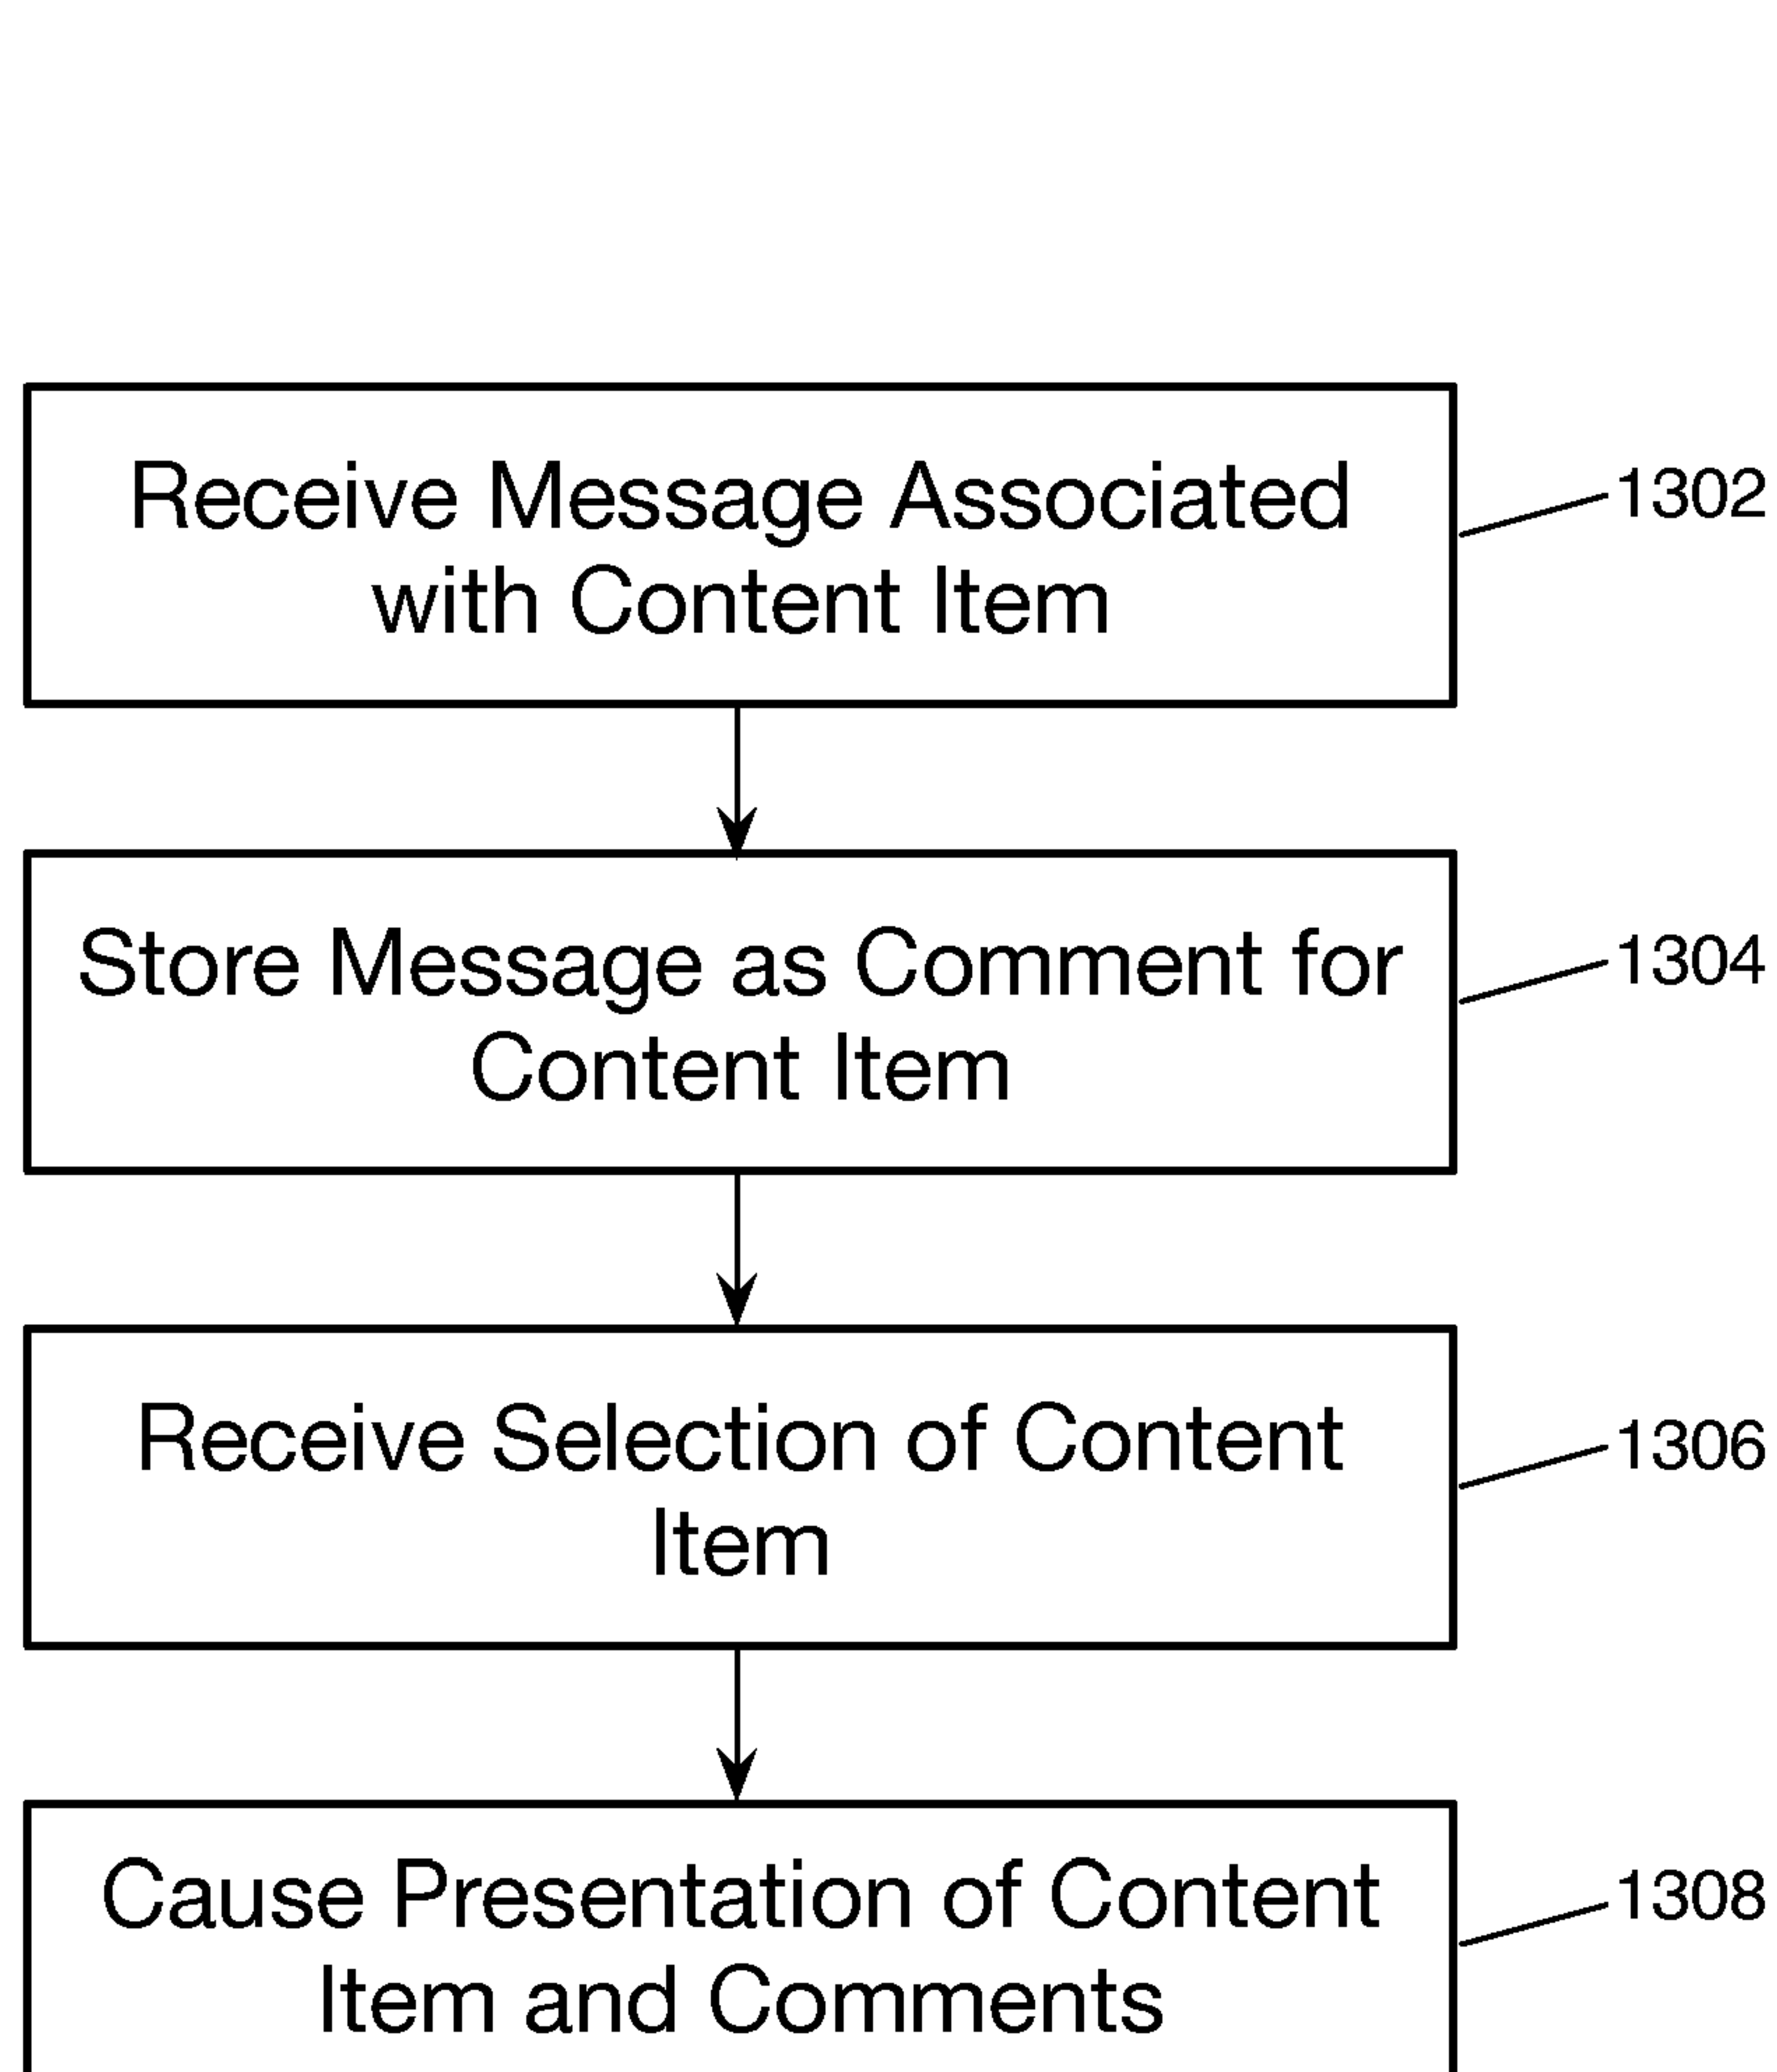 Receive Message Associated
with Content Item
1302
Store Message as Comment for
Content Item
1304
Receive Selection of Content
Item
1306
Cause Presentation of Content
Item and Comments
1308